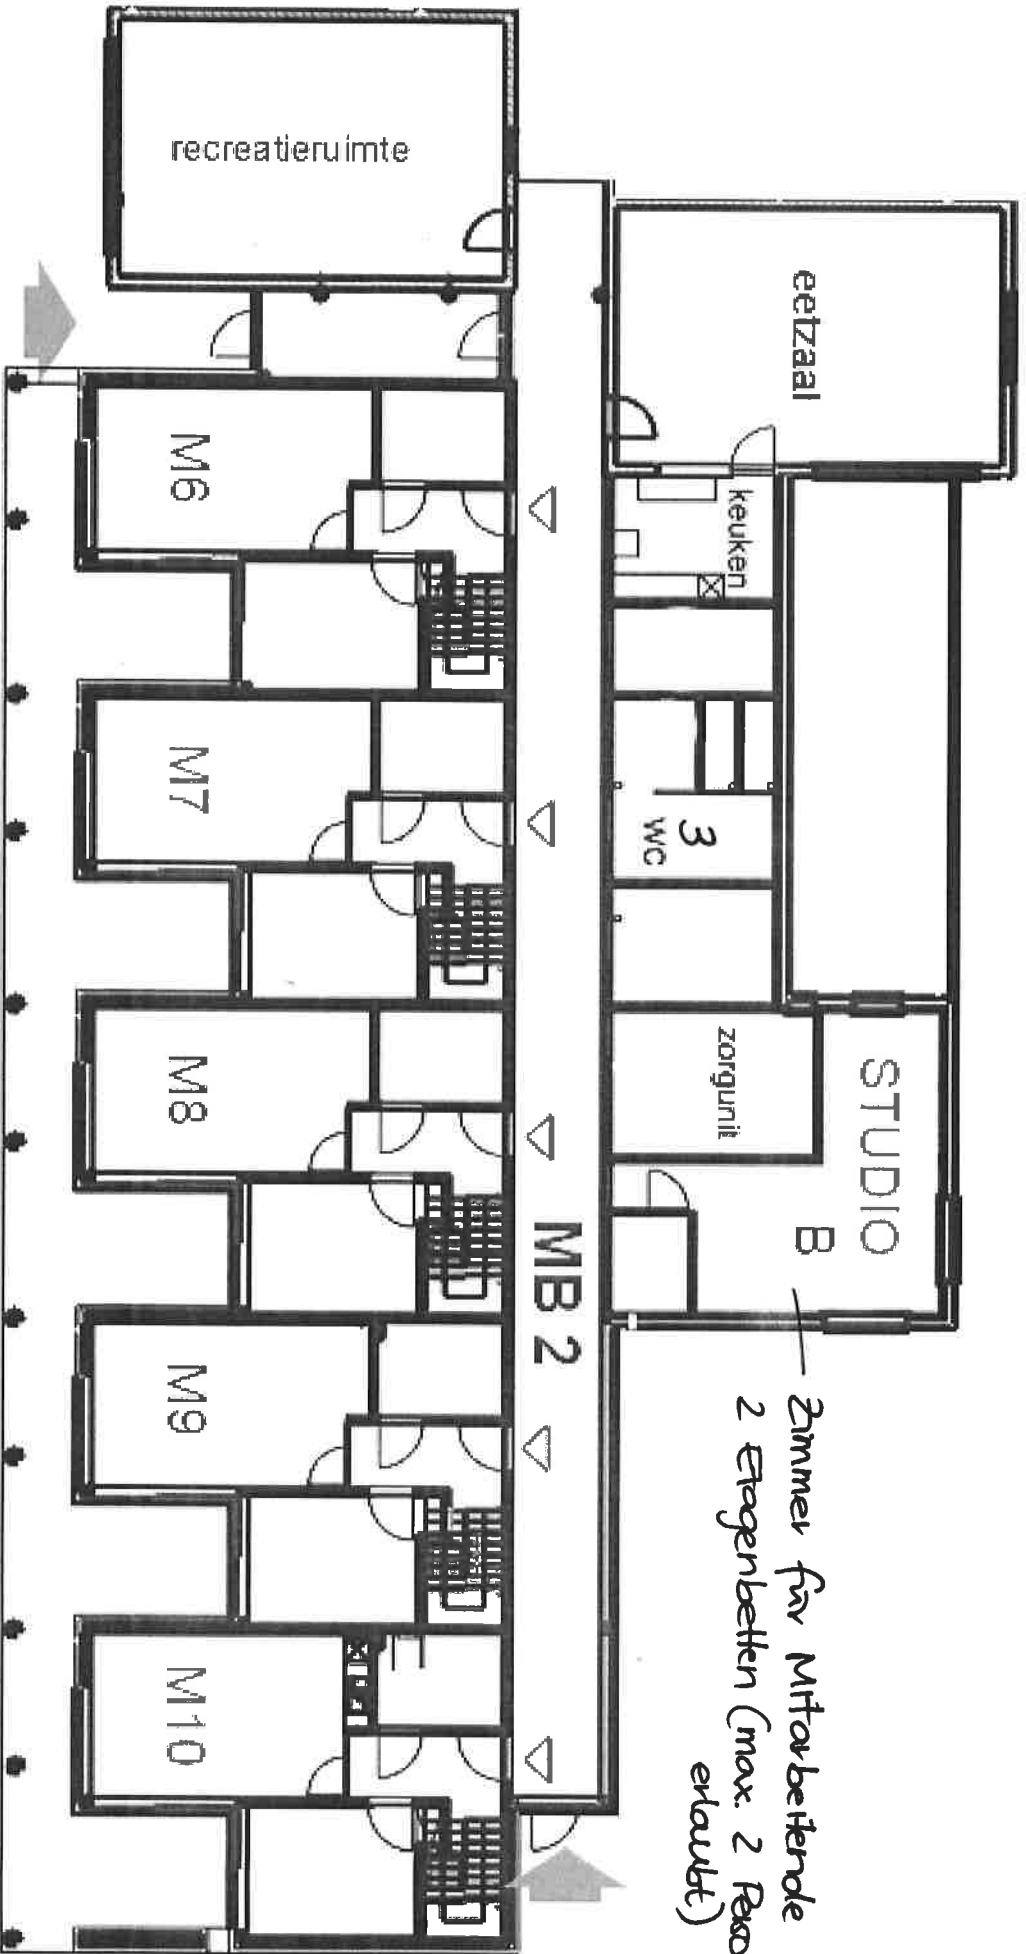 recreatieruimte
eetzaal
keuken
3
wc
zorgunit
STUDIO
B
Zimmer für Mitarbeitende
2 Etagenbetten (max. 2
erlaubt)
MB 2
M6
M7
M8
M9
M10